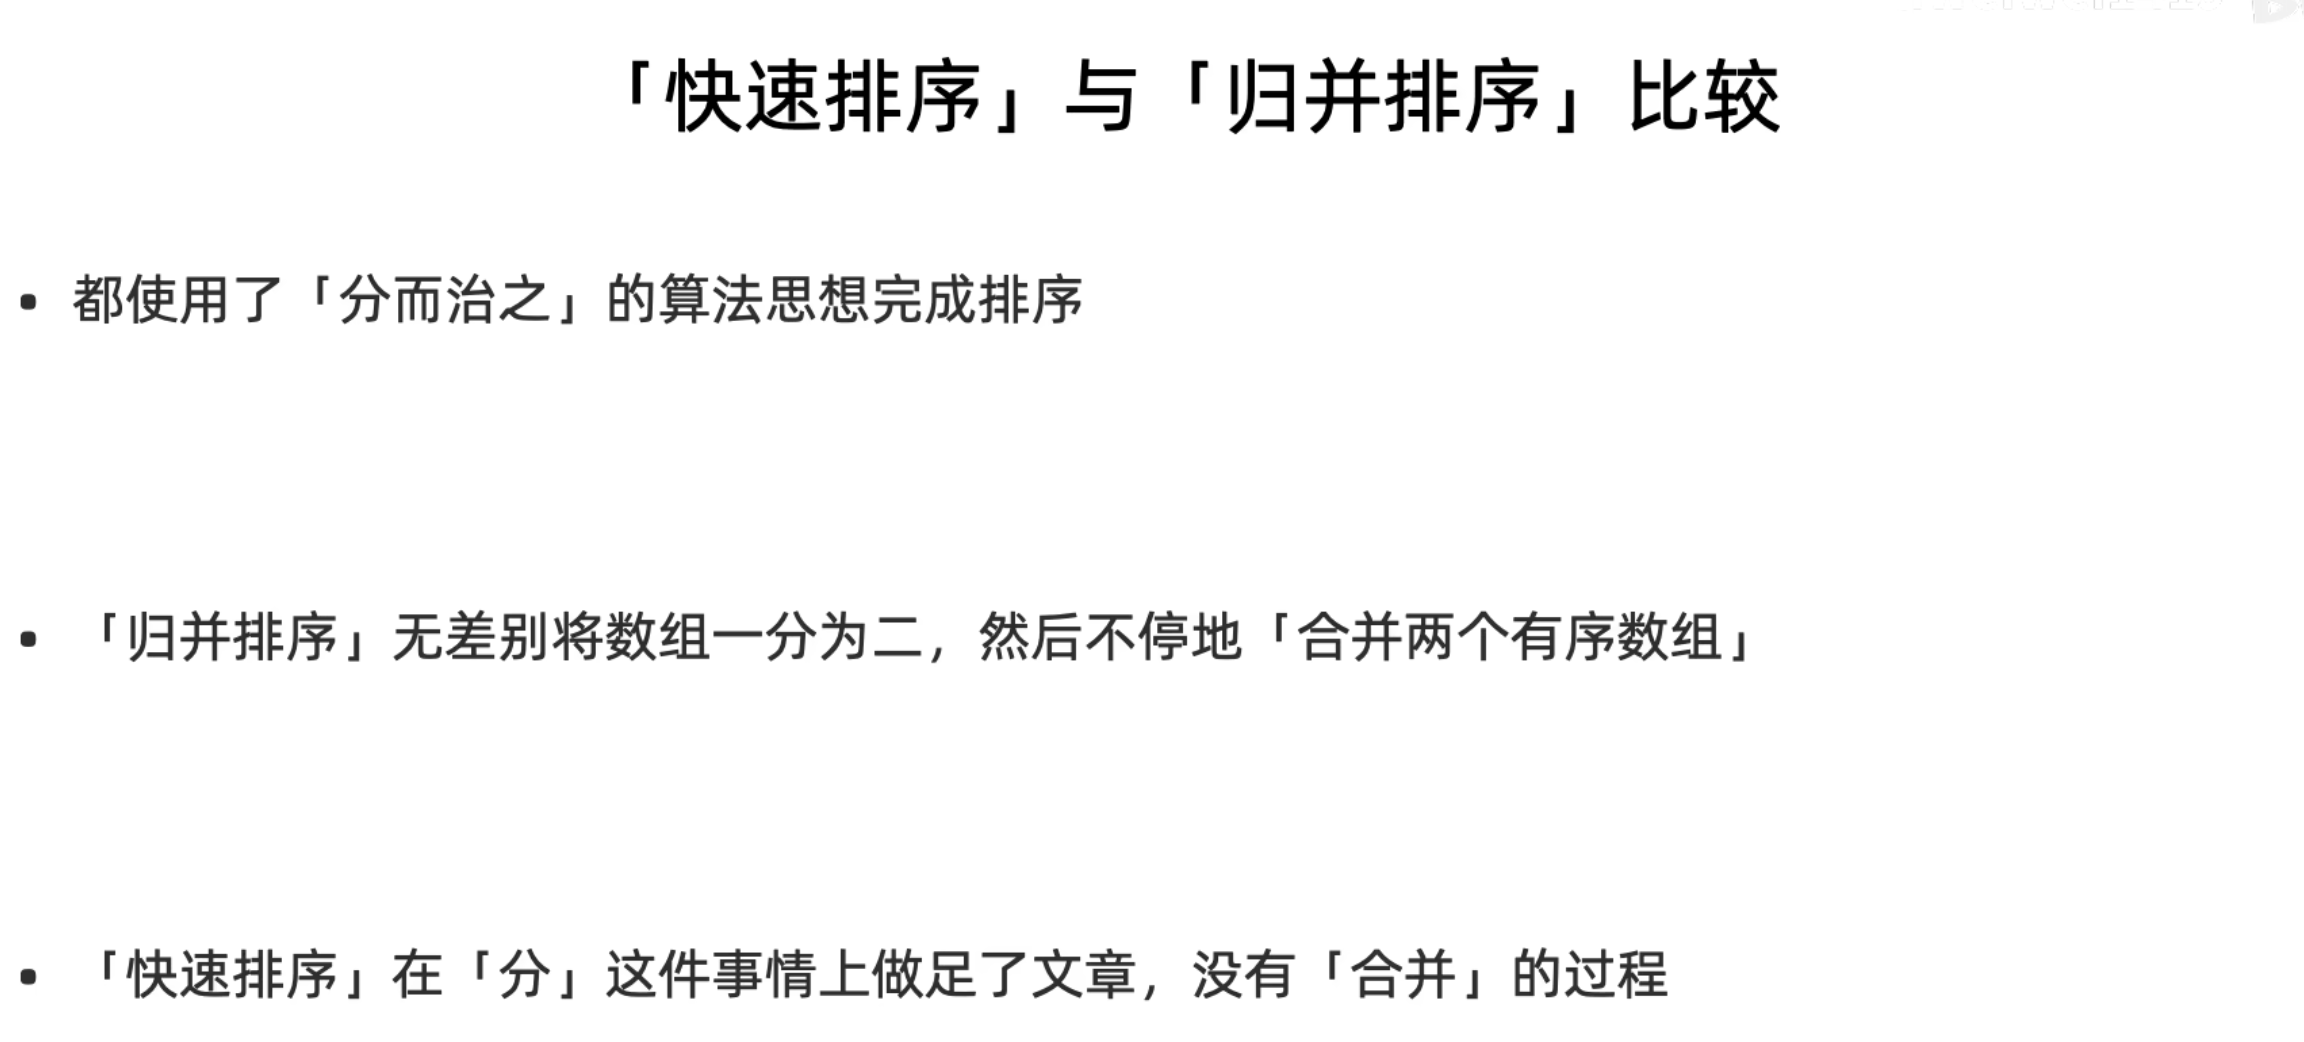 「快速排序」与「归并排序」比较
• 都使用了「分而治之」的算法思想完成排序
• 「归并排序」无差别将数组一分为二，然后不停地「合并两个有序数组」
• 「快速排序」在「分」这件事情上做足了文章，没有「合并」的过程